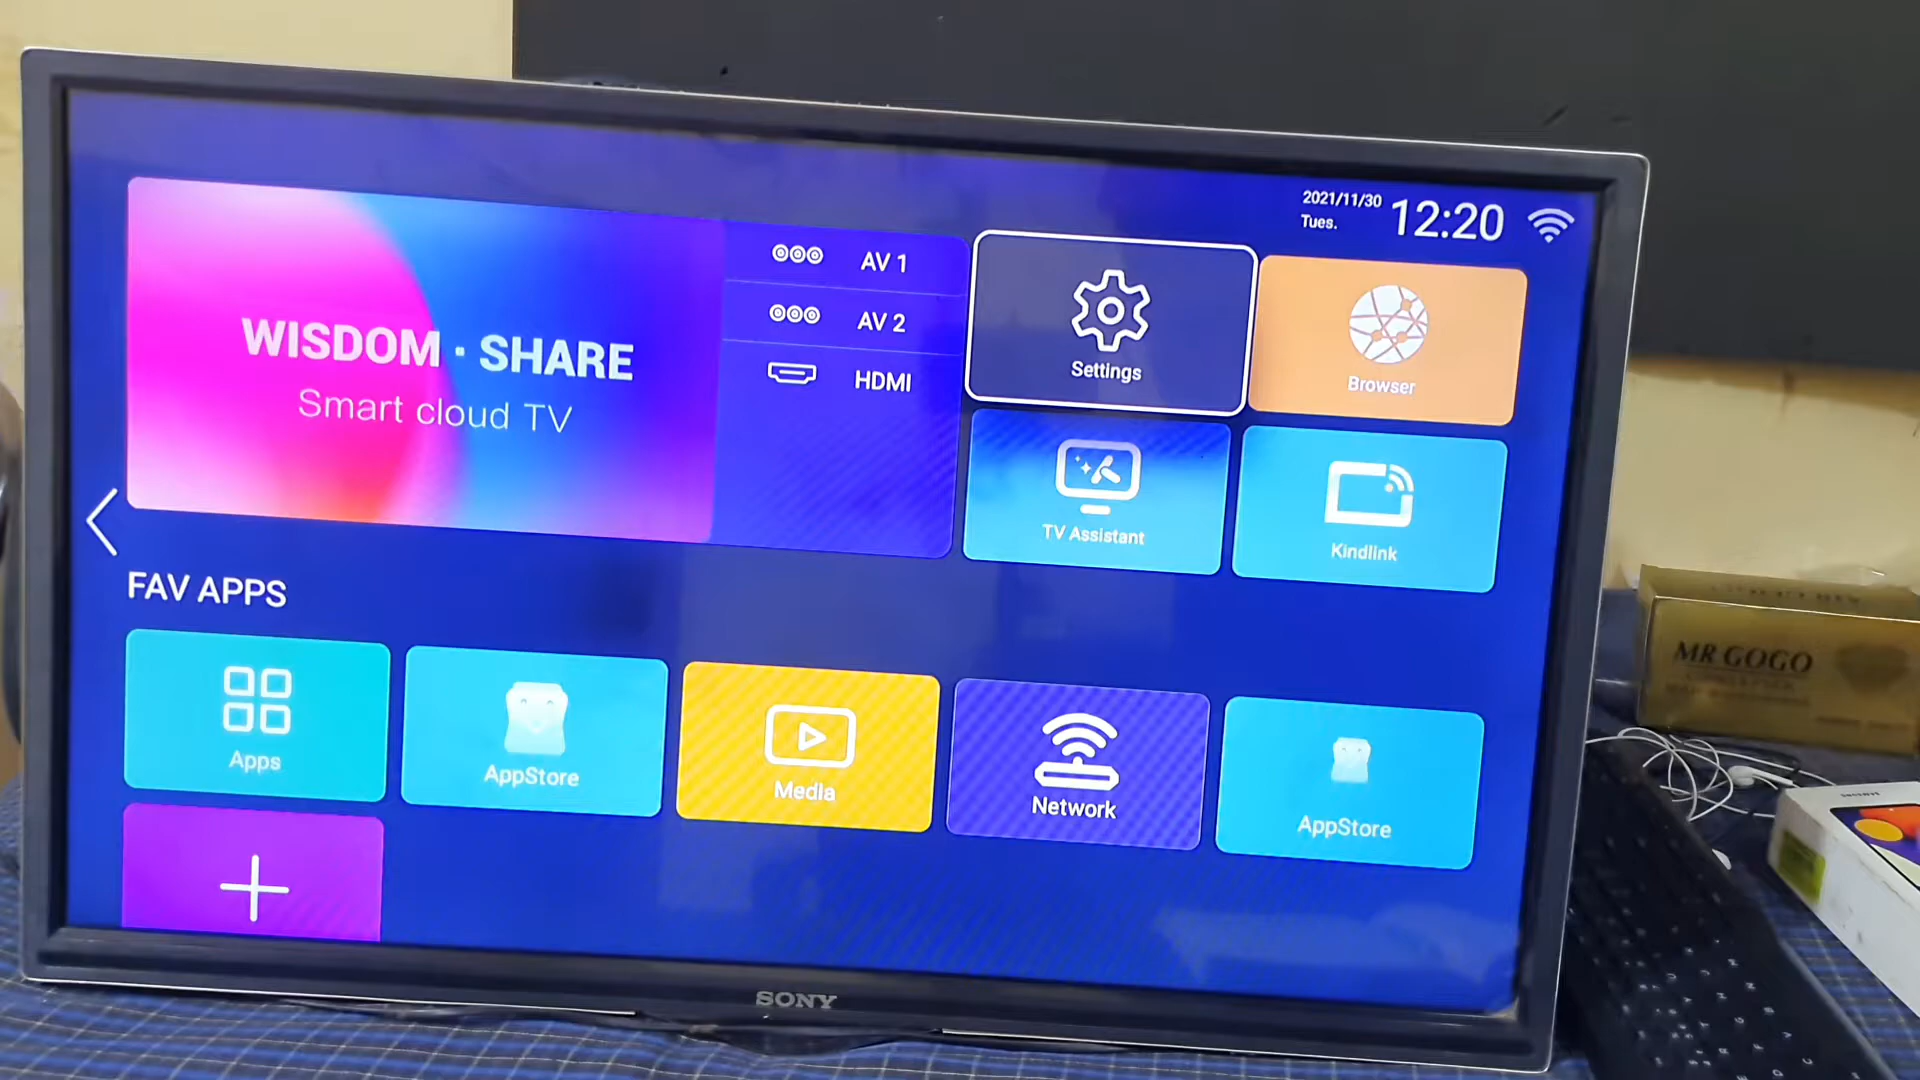 2021/11/30
Tues.
12:20
AV 1
AV 2
HDMI
WISDOM · SHARE
Smart cloud TV
Settings
Browser
TV Assistant
Kindlink
FAV APPS
Apps
AppStore
Media
Network
AppStore
SONY
MR GOGO